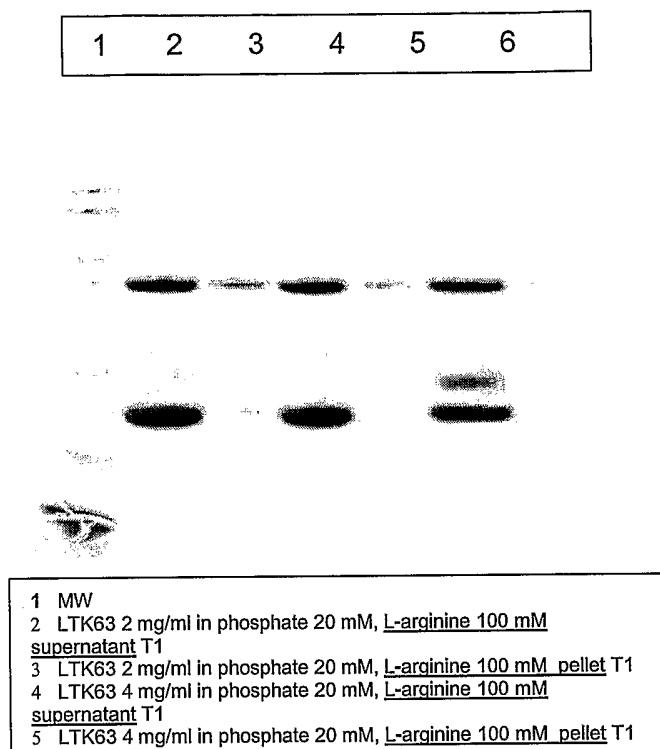 1 2 3 4 5 6
1 MW
2 LTK63 2 mg/ml in phosphate 20 mM, L-arginine 100 mM
supernatant T1
3 LTK63 2 mg/ml in phosphate 20 mM, L-arginine 100 mM pellet T1
4 LTK63 4 mg/ml in phosphate 20 mM, L-arginine 100 mM
supernatant T1
5 LTK63 4 mg/ml in phosphate 20 mM, L-arginine 100 mM pellet T1